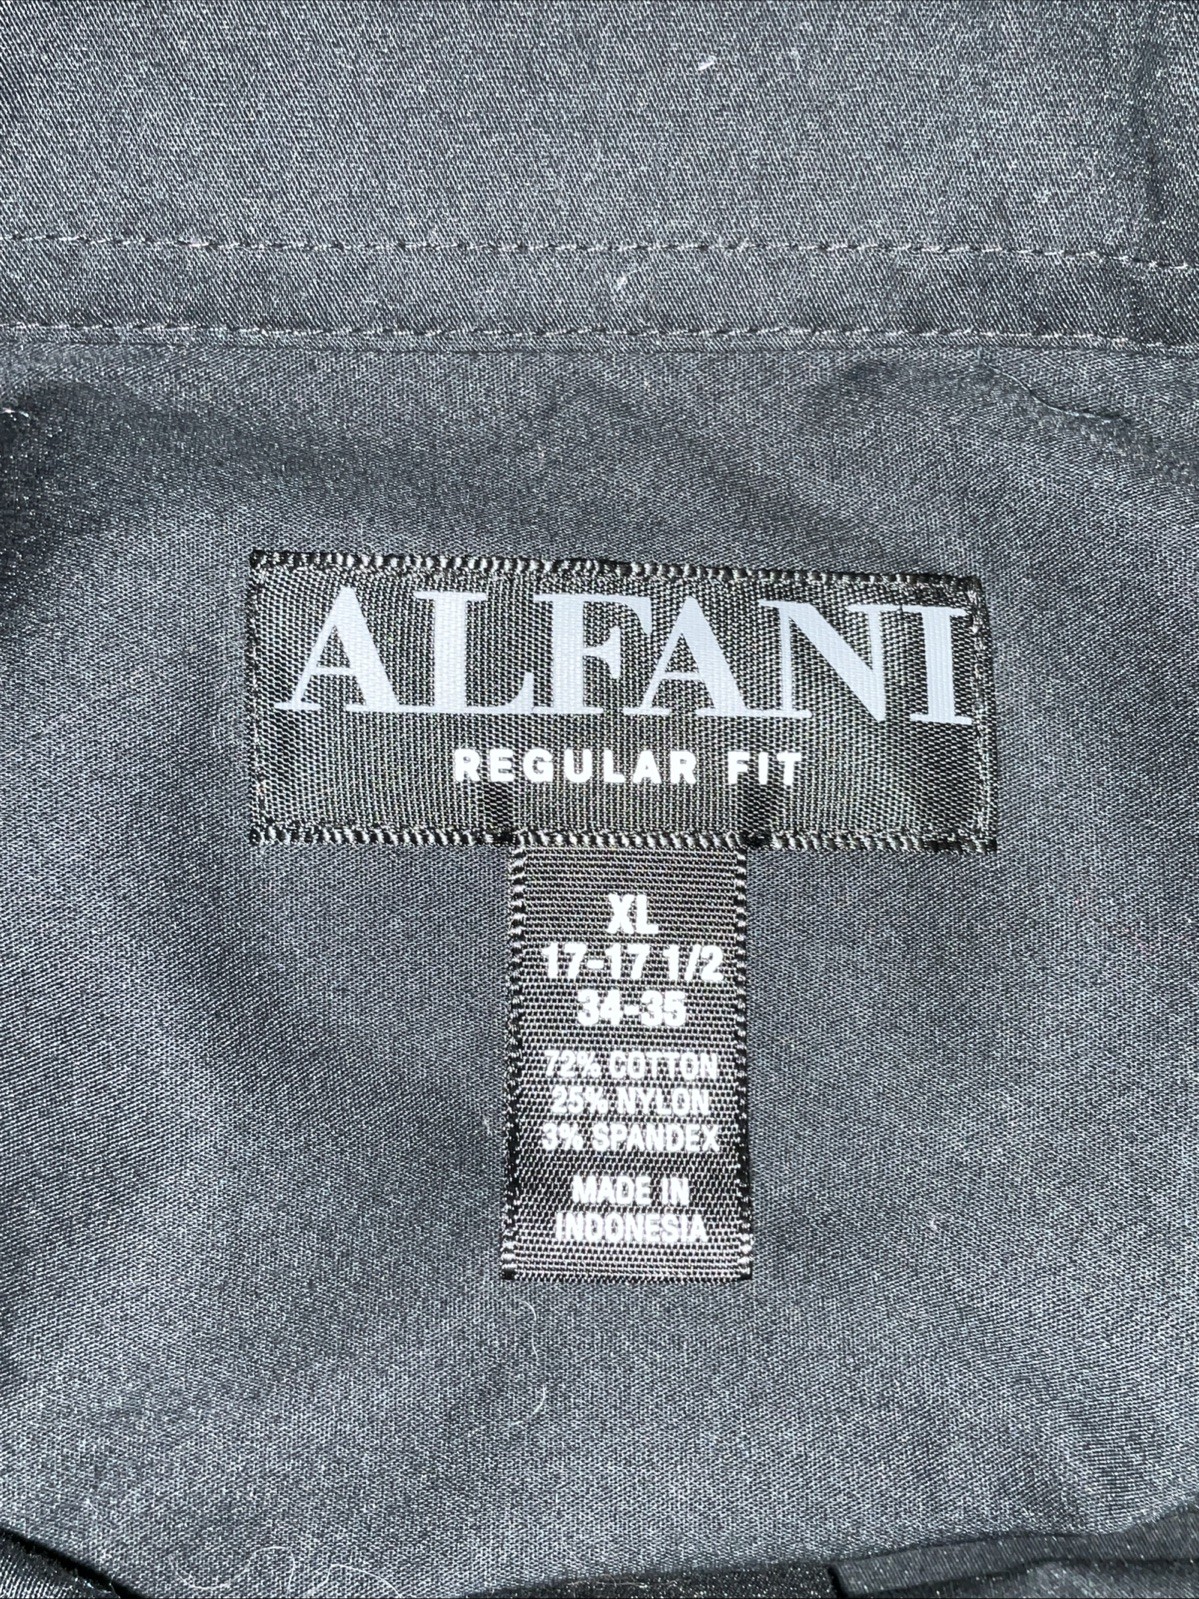 ALFANI
REGULAR FIT
XL
17-17 1/2
34-35
72% COTTON
25% NYLON
3% SPANDEX
MADE IN
INDONESIA